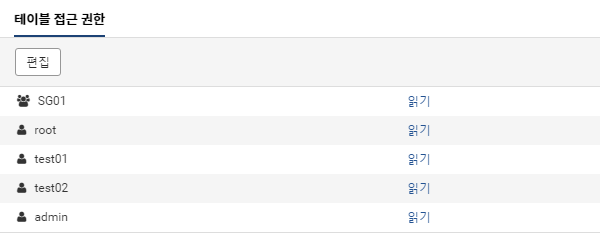 테이블 접근 권한
편집
SG01 읽기
root 읽기
test01 읽기
test02 읽기
admin 읽기